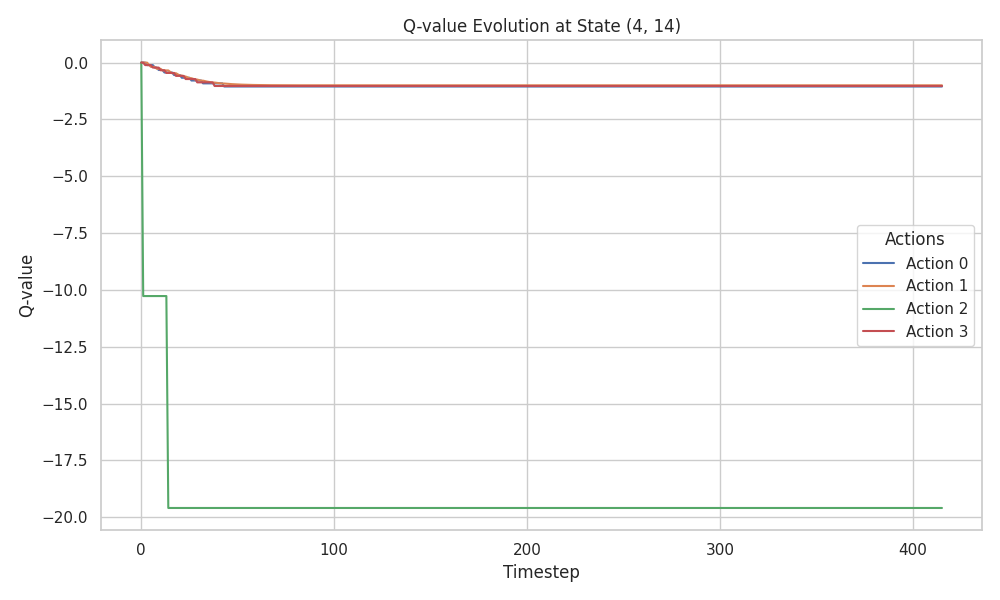 Q-value Evolution at State (4, 14)
Q-value
0.0
−2.5
−5.0
−7.5
−10.0
−12.5
−15.0
−17.5
−20.0
Actions
Action 0
Action 1
Action 2
Action 3
0
100
200
300
400
Timestep